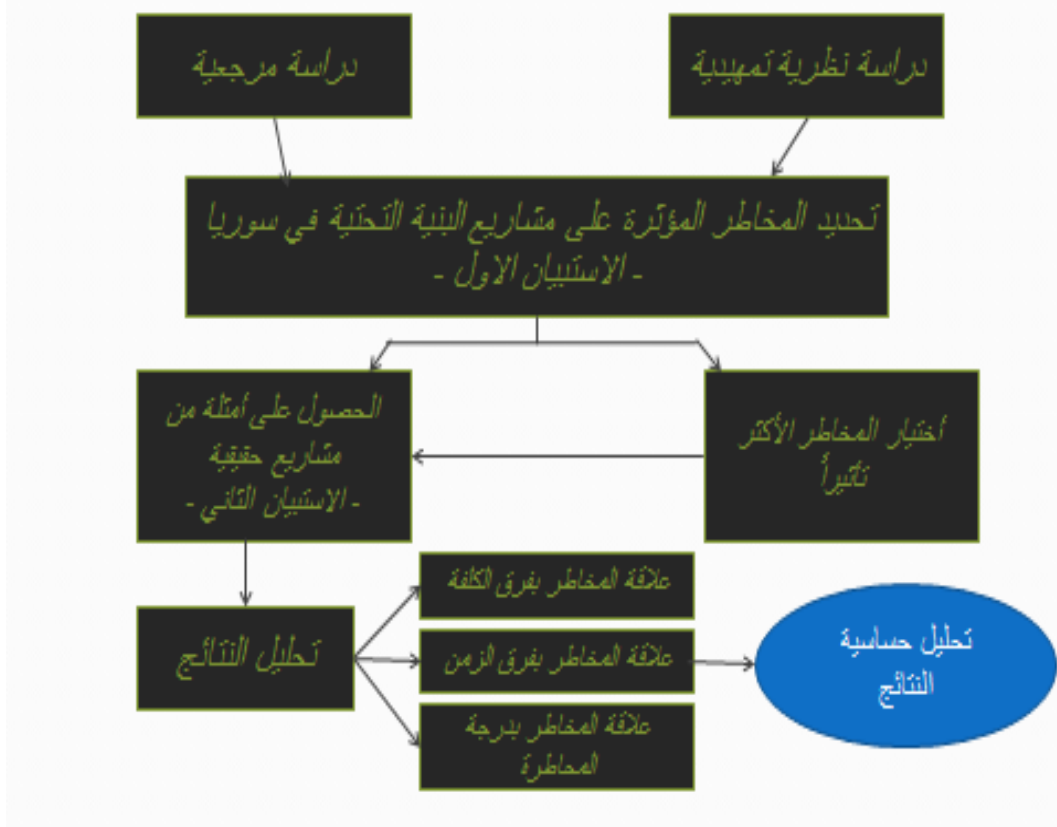 دراسة نظرية تمهيدية
دراسة مرجعية
تحديد المخاطر المؤثرة على مشاريع البنية التحتية في سوريا
- الاستبيان الاول -
أختيار المخاطر الأكثر
تأثيراً
الحصول على أمثلة من
مشاريع حقيقية
- الاستبيان الثاني -
تحليل النتائج
علاقة المخاطر بفرق الكلفة
علاقة المخاطر بفرق الزمن
علاقة المخاطر بدرجة
المخاطرة
تحليل حساسية
النتائج